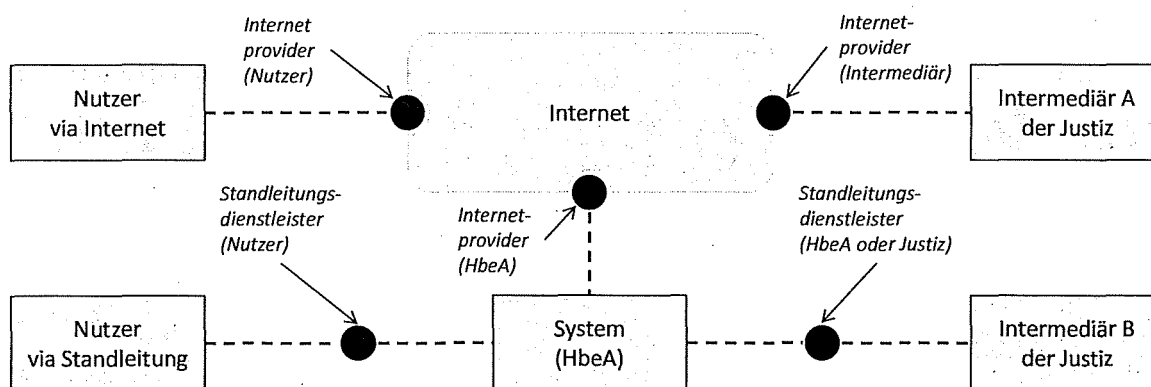 Internet
provider
(Nutzer)
Internet-
provider
(Intermediär)
Nutzer
via Internet
Internet
Intermediär A
der Justiz
Standleitungs-
dienstleister
(Nutzer)
Internet-
provider
(HbeA)
Standleitungs-
dienstleister
(HbeA oder Justiz)
Nutzer
via Standleitung
System
(HbeA)
Intermediär B
der Justiz